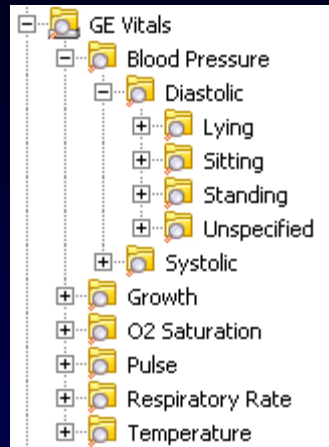 GE Vitals
Blood Pressure
Diastolic
Lying
Sitting
Standing
Unspecified
Systolic
Growth
O2 Saturation
Pulse
Respiratory Rate
Temperature